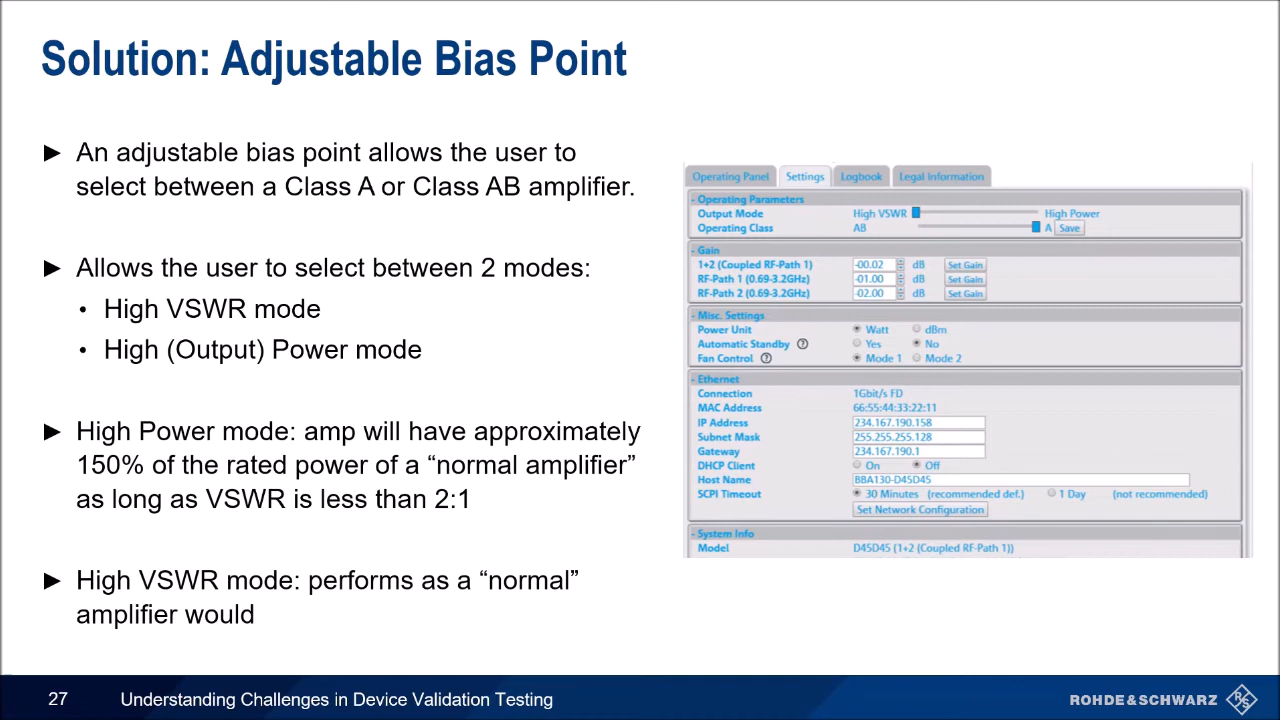 Solution: Adjustable Bias Point
► An adjustable bias point allows the user to
select between a Class A or Class AB amplifier.
► Allows the user to select between 2 modes:
• High VSWR mode
• High (Output) Power mode
► High Power mode: amp will have approximately
150% of the rated power of a “normal amplifier”
as long as VSWR is less than 2:1
► High VSWR mode: performs as a “normal”
amplifier would
Operating Panel Settings Logbook Legal Information
- Operating Parameters
Output Mode High VSWR High Power
Operating Class AB A Save
- Gain
1+2 (Coupled RF-Path 1) -00.02 dB Set Gain
RF-Path 1 (0.69-3.2GHz) -01.00 dB Set Gain
RF-Path 2 (0.69-3.2GHz) -02.00 dB Set Gain
- Misc. Settings
Power Unit Watt dBm
Automatic Standby ? Yes No
Fan Control ? Mode 1 Mode 2
- Ethernet
Connection 1Gbit/s FD
MAC Address 66:55:44:33:22:11
IP Address 234.167.190.158
Subnet Mask 255.255.255.128
Gateway 234.167.190.1
DHCP Client On Off
Host Name BBA130-D45D45
SCPI Timeout 30 Minutes (recommended def.) 1 Day (not recommended)
Set Network Configuration
- System Info
Model D45D45 (1+2 (Coupled RF-Path 1))
27 Understanding Challenges in Device Validation Testing
ROHDE & SCHWARZ R S